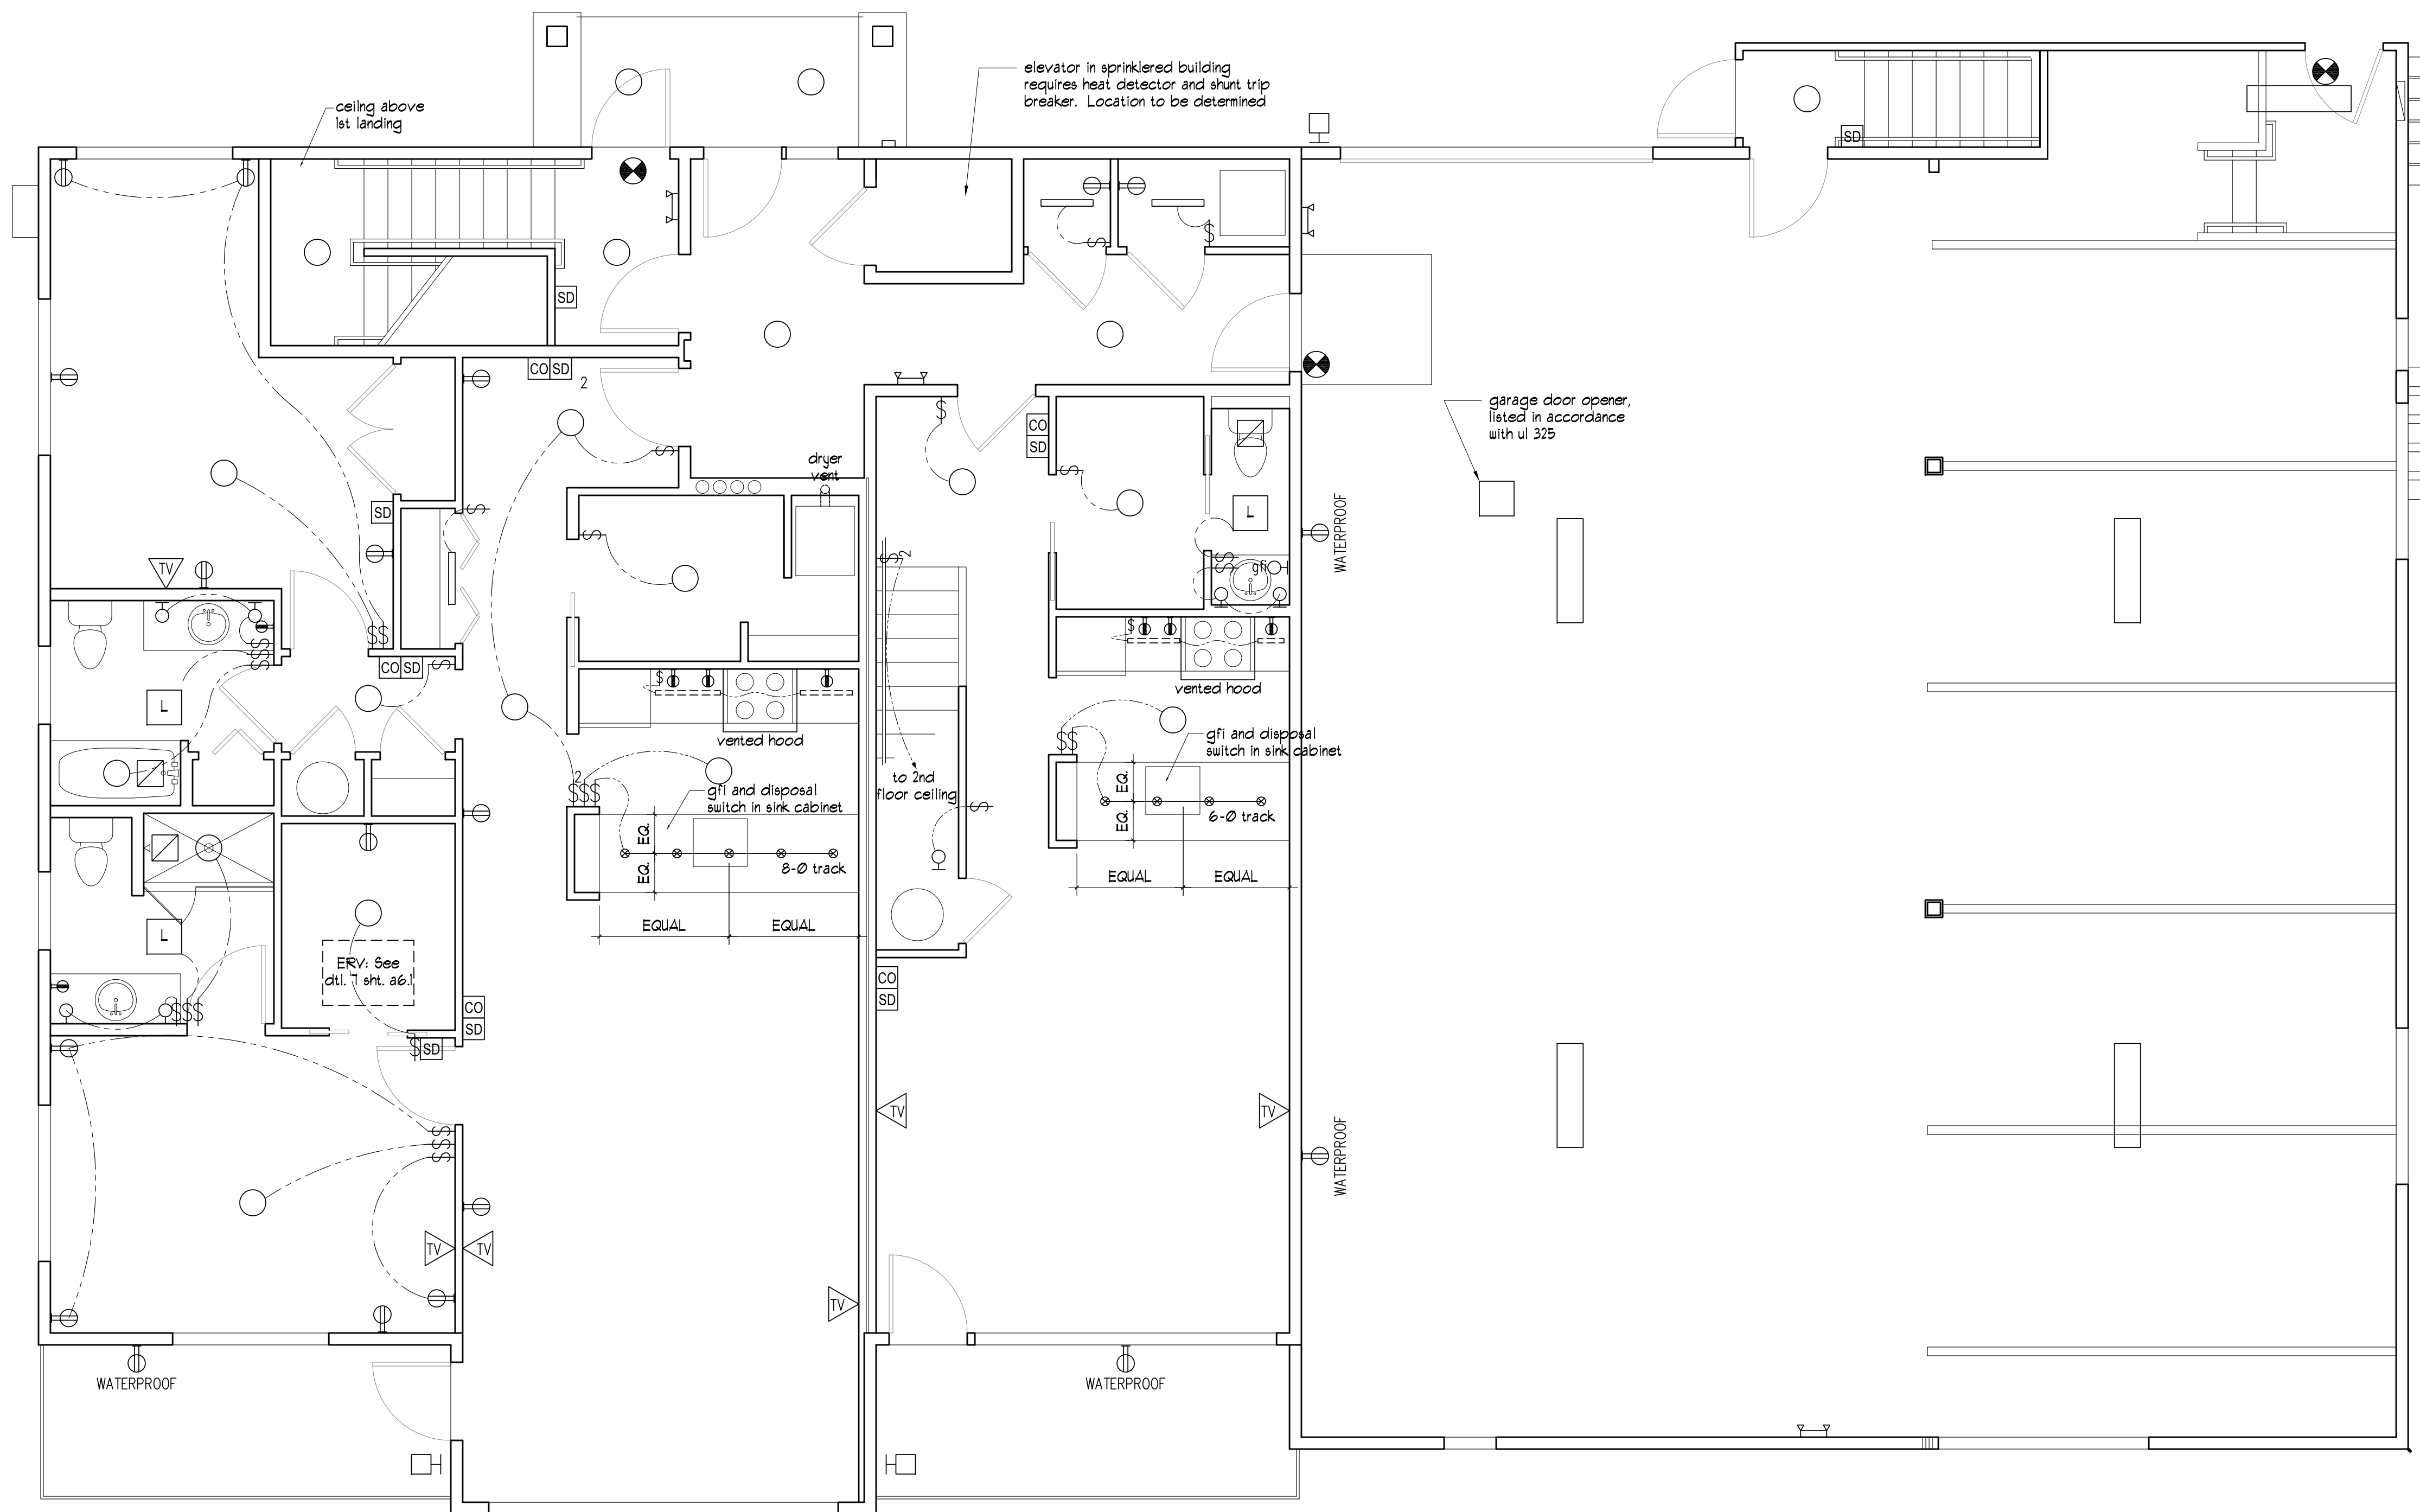 elevator in sprinklered building
requires heat detector and shunt trip
breaker. Location to be determined
ceilng above
1st landing
SD
SD
CO SD
2
garage door opener,
listed in accordance
with ul 325
CO
SD
dryer
vent
SD
L
WATERPROOF
2
TV
gfi
CO SD
L
vented hood
vented hood
gfi and disposal
switch in sink cabinet
to 2nd
floor ceiling
2
gfi and disposal
switch in sink cabinet
EQ.
EQ.
6-Ø track
EQ.
EQ.
8-Ø track
EQUAL EQUAL
EQUAL EQUAL
L
ERV: See
dtl. 7 sht. a6.1
CO
SD
CO
SD
SD
TV
TV
WATERPROOF
TV TV
TV
WATERPROOF
WATERPROOF
$
$
$
$
$
$
$
$
$
$$
$
$
$
$
$
$
$$
$$$
$
$$$
$
$
$
$